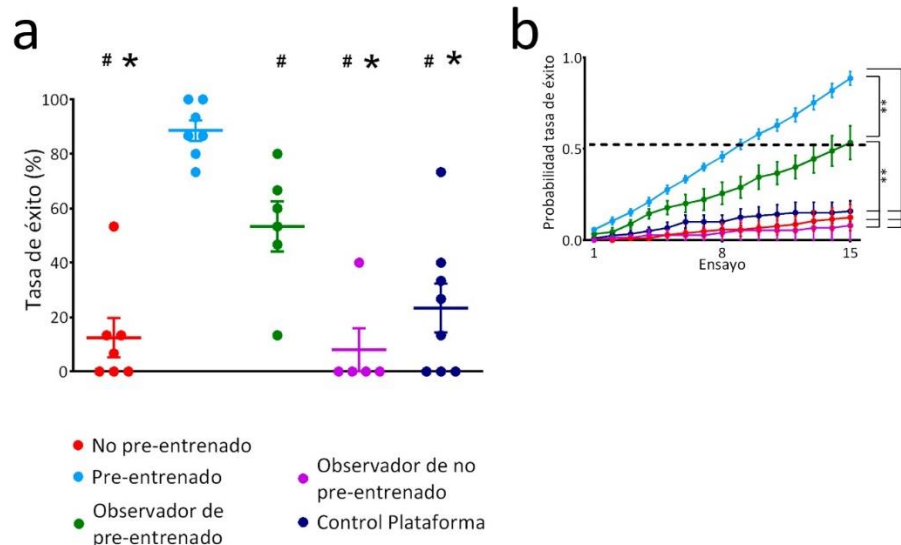 a
# *
#
# *
# *
Tasa de éxito (%)
100
80
60
40
20
0
No pre-entrenado
Pre-entrenado
Observador de
pre-entrenado
Observador de no
pre-entrenado
Control Plataforma
b
Probabilidad tasa de éxito
1.0
0.5
0.0
1
8
15
Ensayo
**
**